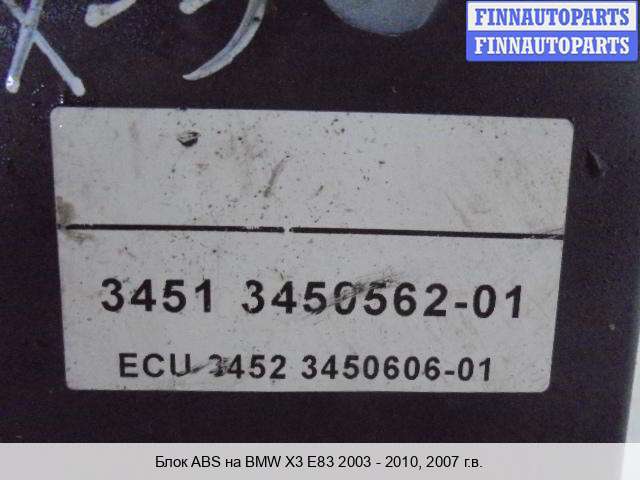 FINNAUTOPARTS
FINNAUTOPARTS
3451 3450562-01
ECU 3452 3450606-01
Блок ABS на BMW X3 E83 2003 - 2010, 2007 г.в.